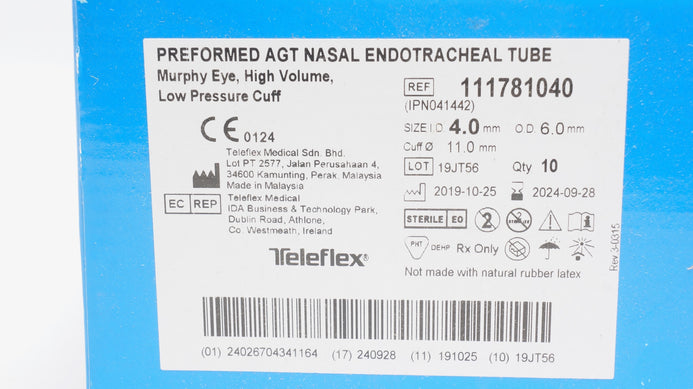 PREFORMED AGT NASAL ENDOTRACHEAL TUBE
Murphy Eye, High Volume,
Low Pressure Cuff
REF 111781040
(IPN041442)
SIZE I.D. 4.0 mm O.D. 6.0 mm
Cuff Ø 11.0 mm
LOT 19JT56 Qty 10
2019-10-25 2024-09-28
STERILE EO 2
PHT DEHP Rx Only
Not made with natural rubber latex
CE 0124
Teleflex Medical Sdn. Bhd.
Lot PT 2577, Jalan Perusahaan 4,
34600 Kamunting, Perak, Malaysia
Made in Malaysia
EC REP Teleflex Medical
IDA Business & Technology Park,
Dublin Road, Athlone,
Co. Westmeath, Ireland
Teleflex®
Rev.3-0315
(01) 24026704341164 (17) 240928 (11) 191025 (10) 19JT56